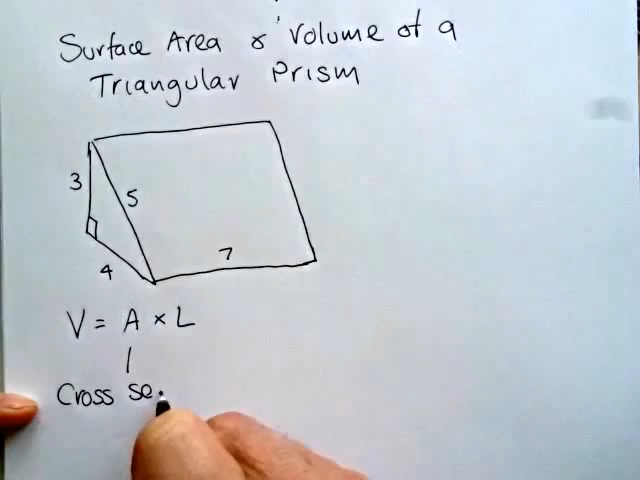 Surface Area & Volume of a
Triangular Prism
3
5
4
7
V = A × L
Cross se